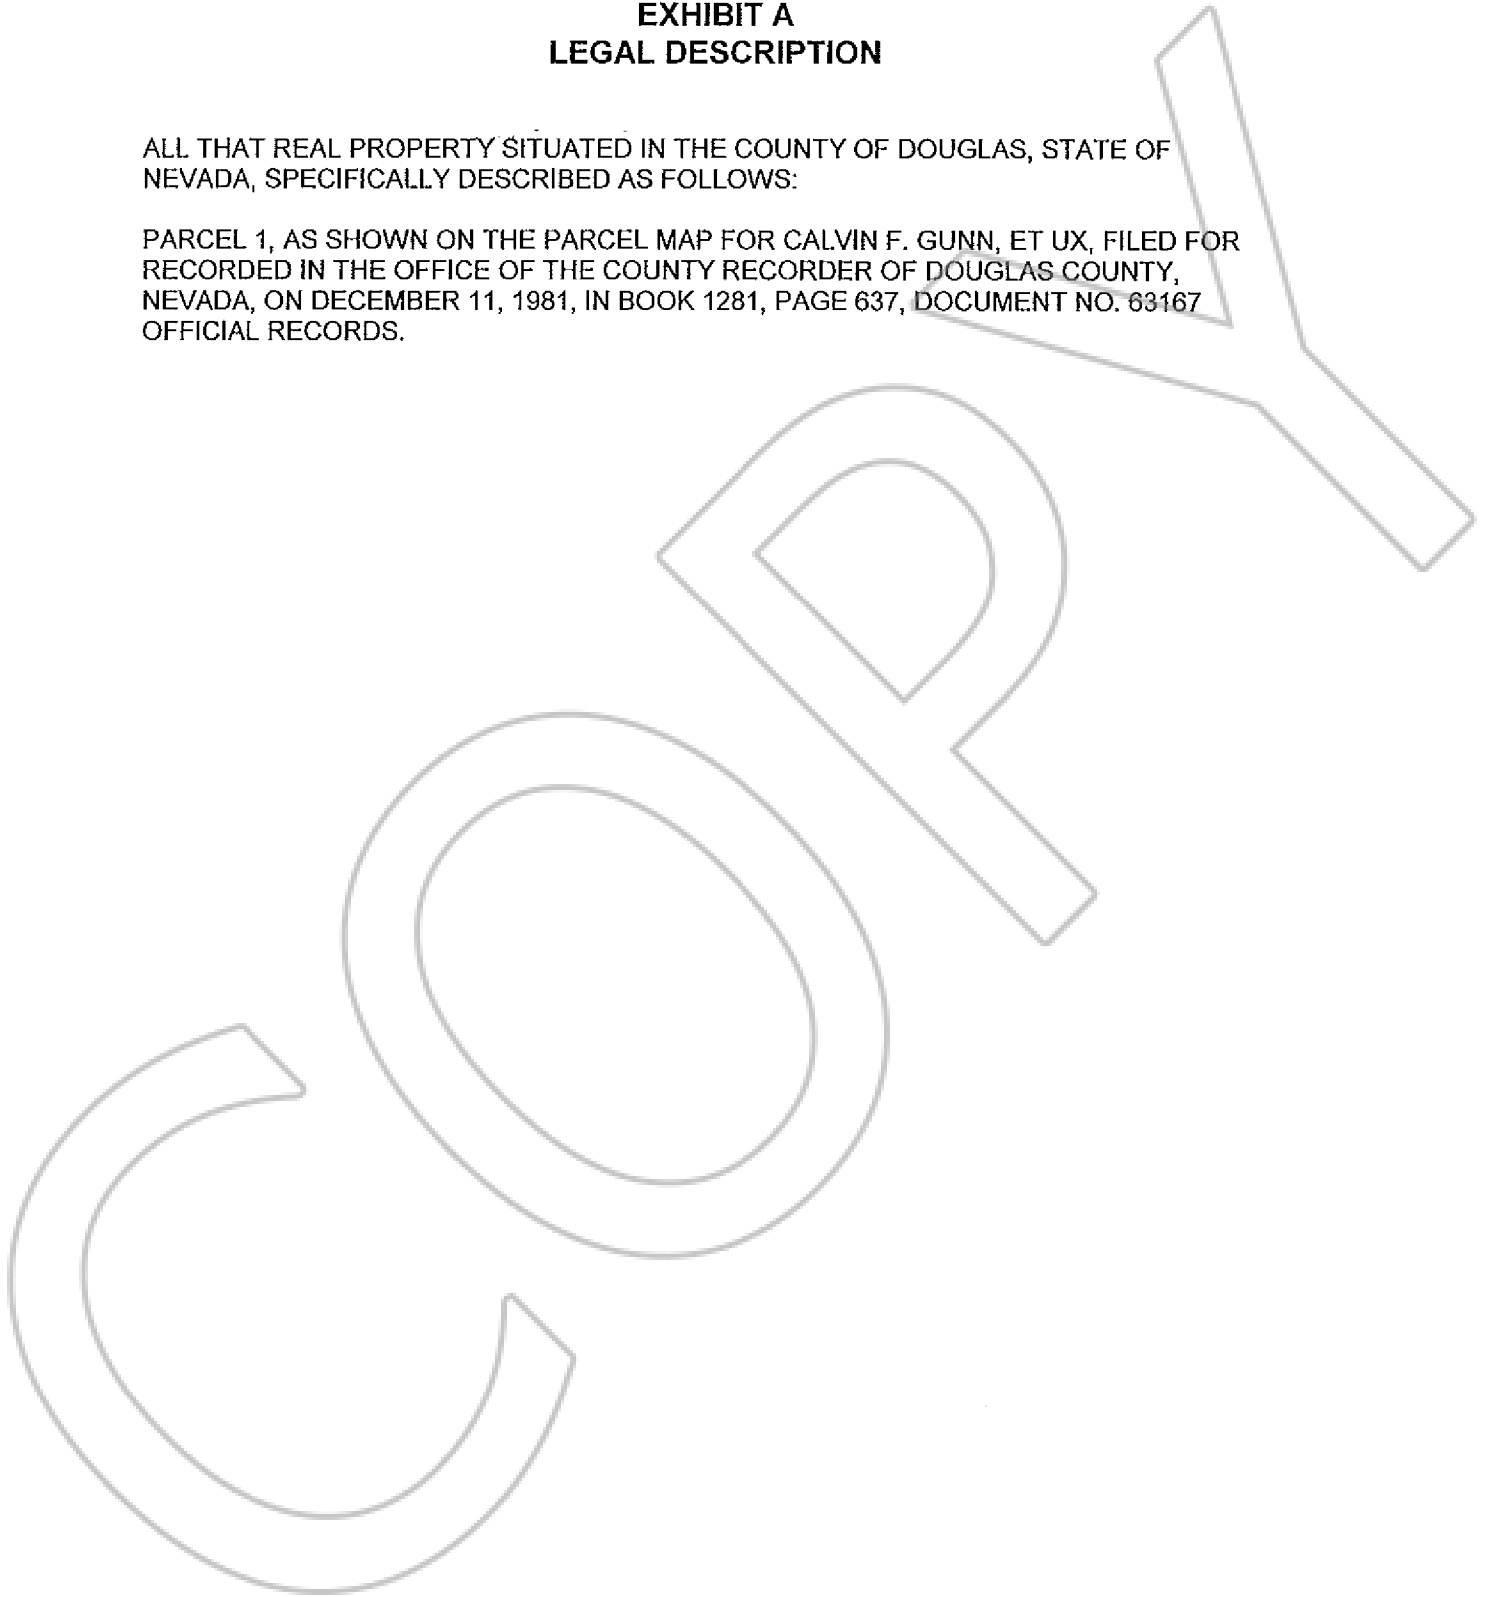 EXHIBIT A
LEGAL DESCRIPTION
ALL THAT REAL PROPERTY SITUATED IN THE COUNTY OF DOUGLAS, STATE OF
NEVADA, SPECIFICALLY DESCRIBED AS FOLLOWS:
PARCEL 1, AS SHOWN ON THE PARCEL MAP FOR CALVIN F. GUNN, ET UX, FILED FOR
RECORDED IN THE OFFICE OF THE COUNTY RECORDER OF DOUGLAS COUNTY,
NEVADA, ON DECEMBER 11, 1981, IN BOOK 1281, PAGE 637, DOCUMENT NO. 63167
OFFICIAL RECORDS.
COPY